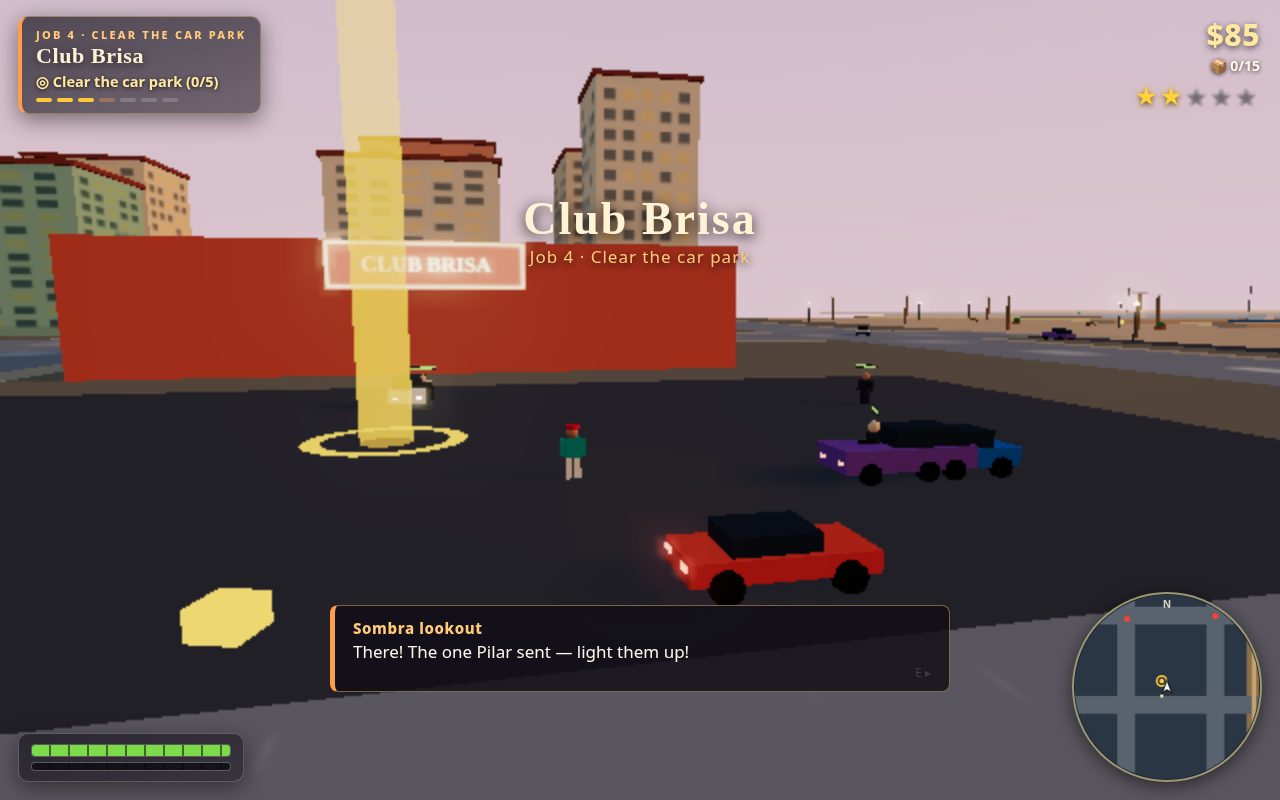 JOB 4 · CLEAR THE CAR PARK
Club Brisa
◎ Clear the car park (0/5)
$85
0/15
Club Brisa
Job 4 · Clear the car park
CLUB BRISA
Sombra lookout
There! The one Pilar sent — light them up!
E ▸
N